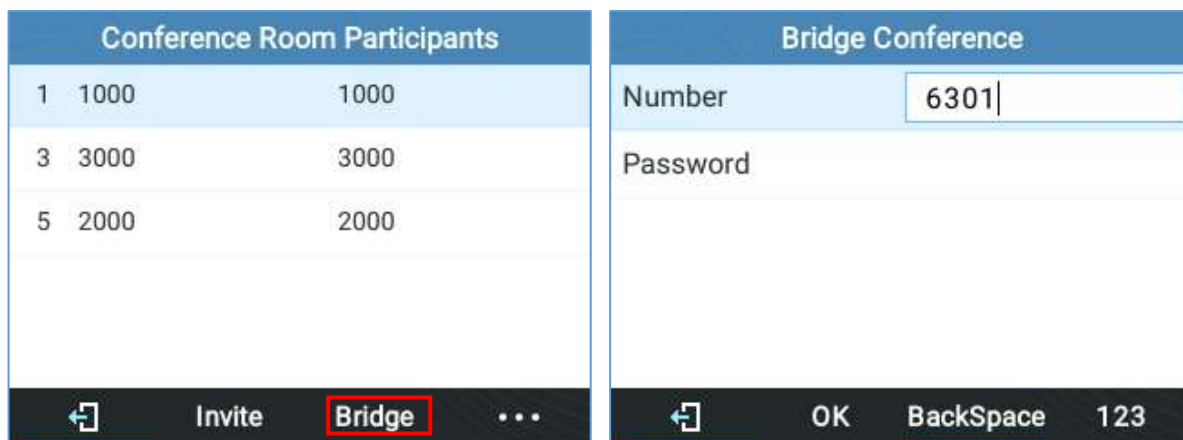 Conference Room Participants
1 1000 1000
3 3000 3000
5 2000 2000
Invite Bridge ...
Bridge Conference
Number 6301
Password
OK BackSpace 123